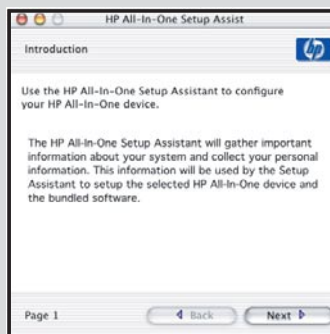 HP All-In-One Setup Assist
Introduction
hp
Use the HP All-In-One Setup Assistant to configure
your HP All-In-One device.
The HP All-In-One Setup Assistant will gather important
information about your system and collect your personal
information. This information will be used by the Setup
Assistant to setup the selected HP All-In-One device and
the bundled software.
Page 1
Back
Next